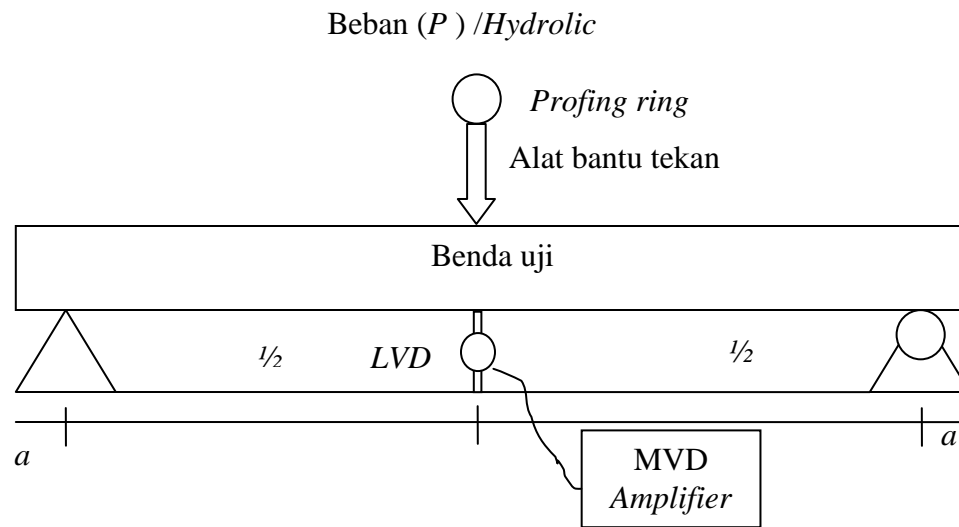 Beban (P ) /Hydrolic
Profing ring
Alat bantu tekan
Benda uji
½
LVD
½
a
a
MVD
Amplifier